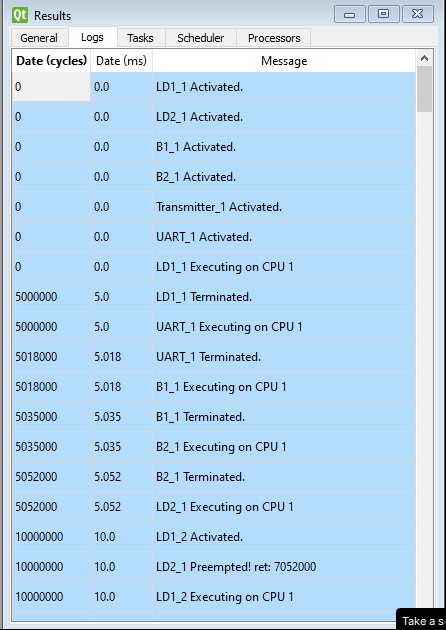 Qt Results
General Logs Tasks Scheduler Processors
Date (cycles) Date (ms) Message
0 0.0 LD1_1 Activated.
0 0.0 LD2_1 Activated.
0 0.0 B1_1 Activated.
0 0.0 B2_1 Activated.
0 0.0 Transmitter_1 Activated.
0 0.0 UART_1 Activated.
0 0.0 LD1_1 Executing on CPU 1
5000000 5.0 LD1_1 Terminated.
5000000 5.0 UART_1 Executing on CPU 1
5018000 5.018 UART_1 Terminated.
5018000 5.018 B1_1 Executing on CPU 1
5035000 5.035 B1_1 Terminated.
5035000 5.035 B2_1 Executing on CPU 1
5052000 5.052 B2_1 Terminated.
5052000 5.052 LD2_1 Executing on CPU 1
10000000 10.0 LD1_2 Activated.
10000000 10.0 LD2_1 Preempted! ret: 7052000
10000000 10.0 LD1_2 Executing on CPU 1
Take a s